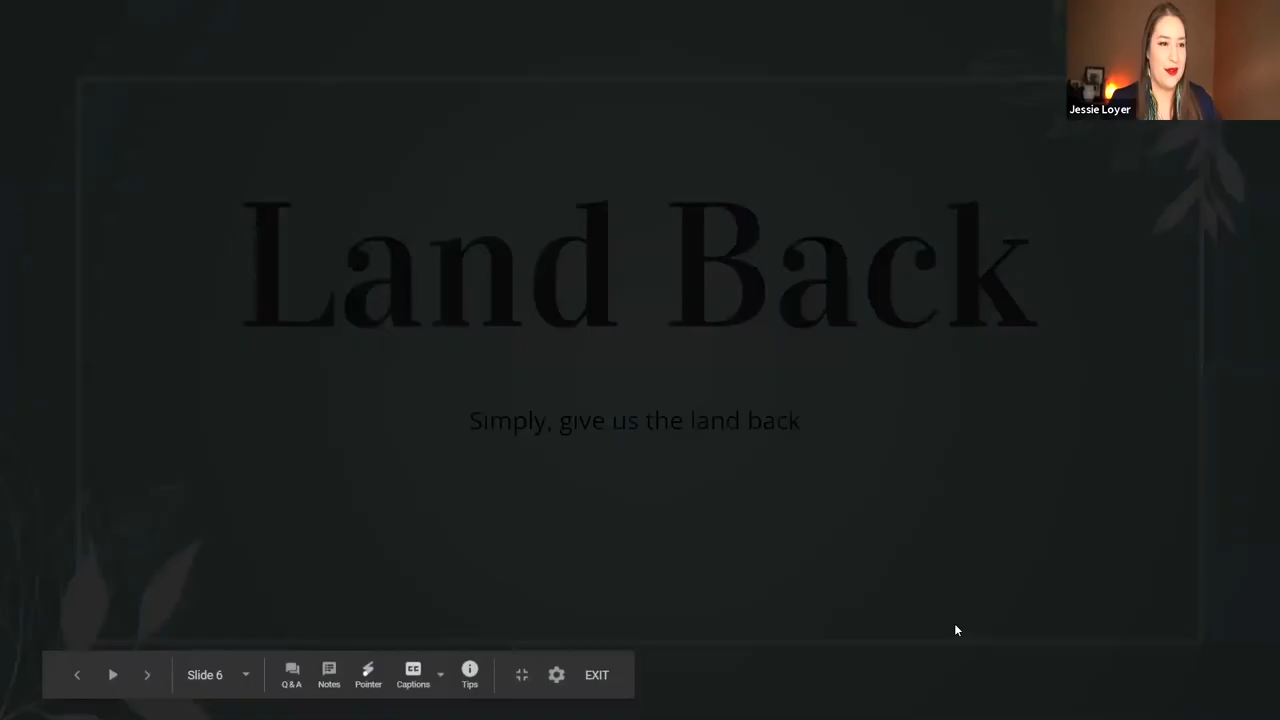 Jessie Loyer
Land Back
Simply, give us the land back
Slide 6
Q & A
Notes
Pointer
Captions
Tips
EXIT